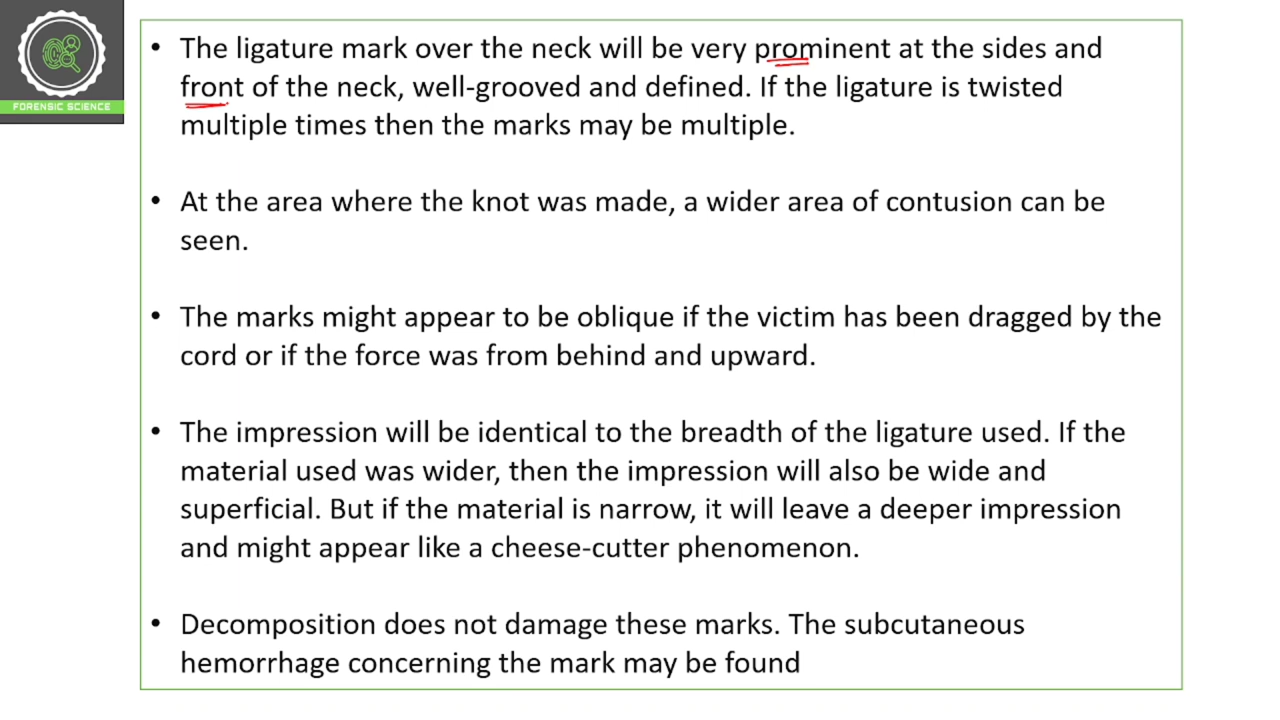 FORENSIC SCIENCE
• The ligature mark over the neck will be very prominent at the sides and
front of the neck, well-grooved and defined. If the ligature is twisted
multiple times then the marks may be multiple.
• At the area where the knot was made, a wider area of contusion can be
seen.
• The marks might appear to be oblique if the victim has been dragged by the
cord or if the force was from behind and upward.
• The impression will be identical to the breadth of the ligature used. If the
material used was wider, then the impression will also be wide and
superficial. But if the material is narrow, it will leave a deeper impression
and might appear like a cheese-cutter phenomenon.
• Decomposition does not damage these marks. The subcutaneous
hemorrhage concerning the mark may be found